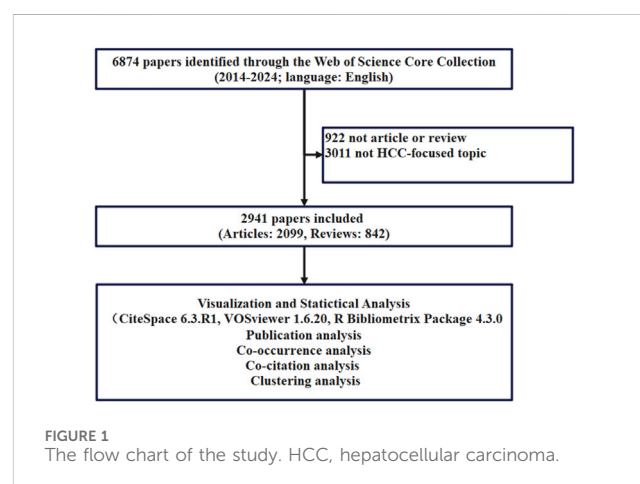 6874 papers identified through the Web of Science Core Collection
(2014-2024; language: English)
922 not article or review
3011 not HCC-focused topic
2941 papers included
(Articles: 2099, Reviews: 842)
Visualization and Statictical Analysis
（CiteSpace 6.3.R1, VOSviewer 1.6.20, R Bibliometrix Package 4.3.0
Publication analysis
Co-occurrence analysis
Co-citation analysis
Clustering analysis
FIGURE 1
The flow chart of the study. HCC, hepatocellular carcinoma.